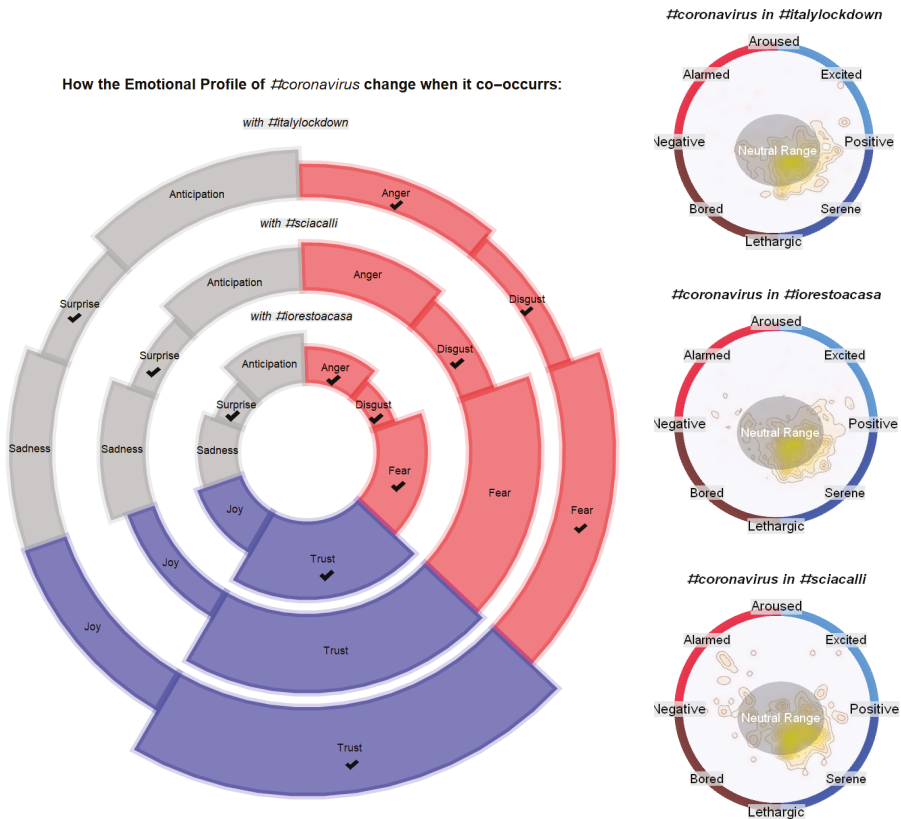 How the Emotional Profile of #coronavirus change when it co-occurrs:
with #italylockdown
Anticipation
Anger
Surprise
Disgust
Sadness
Fear
Joy
Trust
with #sciacalli
Anticipation
Anger
Surprise
Disgust
Sadness
Fear
Joy
Trust
with #iorestoacasa
Anticipation
Anger
Surprise
Disgust
Sadness
Fear
Joy
Trust
#coronavirus in #italylockdown
Aroused
Alarmed
Excited
Negative
Neutral Range
Positive
Bored
Serene
Lethargic
#coronavirus in #iorestoacasa
Aroused
Alarmed
Excited
Negative
Neutral Range
Positive
Bored
Serene
Lethargic
#coronavirus in #sciacalli
Aroused
Alarmed
Excited
Negative
Neutral Range
Positive
Bored
Serene
Lethargic